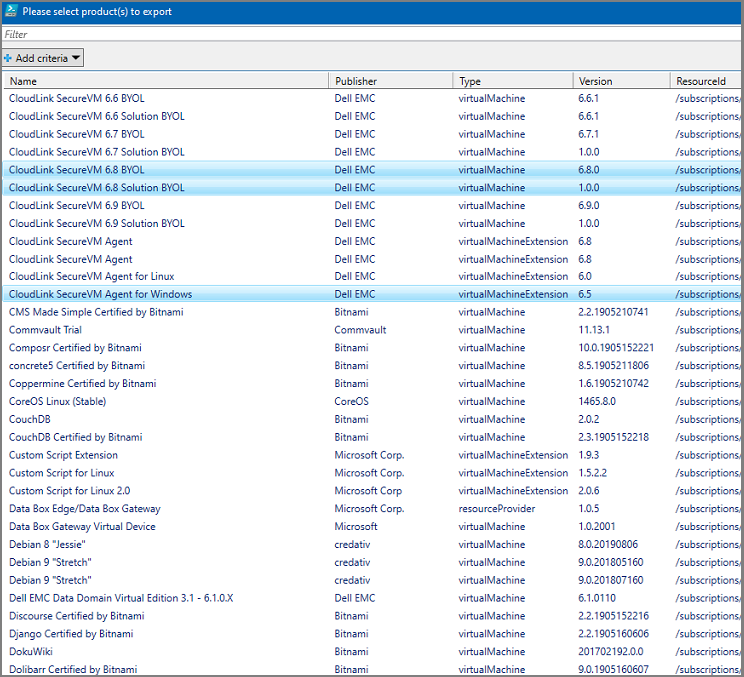 Please select product(s) to export
Filter
Add criteria
Name Publisher Type Version ResourceId
CloudLink SecureVM 6.6 BYOL Dell EMC virtualMachine 6.6.1 /subscriptions/
CloudLink SecureVM 6.6 Solution BYOL Dell EMC virtualMachine 6.6.1 /subscriptions/
CloudLink SecureVM 6.7 BYOL Dell EMC virtualMachine 6.7.1 /subscriptions/
CloudLink SecureVM 6.7 Solution BYOL Dell EMC virtualMachine 1.0.0 /subscriptions/
CloudLink SecureVM 6.8 BYOL Dell EMC virtualMachine 6.8.0 /subscriptions/
CloudLink SecureVM 6.8 Solution BYOL Dell EMC virtualMachine 1.0.0 /subscriptions/
CloudLink SecureVM 6.9 BYOL Dell EMC virtualMachine 6.9.0 /subscriptions/
CloudLink SecureVM 6.9 Solution BYOL Dell EMC virtualMachine 1.0.0 /subscriptions/
CloudLink SecureVM Agent Dell EMC virtualMachineExtension 6.8 /subscriptions/
CloudLink SecureVM Agent Dell EMC virtualMachineExtension 6.8 /subscriptions/
CloudLink SecureVM Agent for Linux Dell EMC virtualMachineExtension 6.0 /subscriptions/
CloudLink SecureVM Agent for Windows Dell EMC virtualMachineExtension 6.5 /subscriptions/
CMS Made Simple Certified by Bitnami Bitnami virtualMachine 2.2.1905210741 /subscriptions/
Commvault Trial Commvault virtualMachine 11.13.1 /subscriptions/
Composr Certified by Bitnami Bitnami virtualMachine 10.0.1905152221 /subscriptions/
concrete5 Certified by Bitnami Bitnami virtualMachine 8.5.1905211806 /subscriptions/
Coppermine Certified by Bitnami Bitnami virtualMachine 1.6.1905210742 /subscriptions/
CoreOS Linux (Stable) CoreOS virtualMachine 1465.8.0 /subscriptions/
CouchDB Bitnami virtualMachine 2.0.2 /subscriptions/
CouchDB Certified by Bitnami Bitnami virtualMachine 2.3.1905152218 /subscriptions/
Custom Script Extension Microsoft Corp. virtualMachineExtension 1.9.3 /subscriptions/
Custom Script for Linux Microsoft Corp. virtualMachineExtension 1.5.2.2 /subscriptions/
Custom Script for Linux 2.0 Microsoft Corp virtualMachineExtension 2.0.6 /subscriptions/
Data Box Edge/Data Box Gateway Microsoft Corp. resourceProvider 1.0.5 /subscriptions/
Data Box Gateway Virtual Device Microsoft virtualMachine 1.0.2001 /subscriptions/
Debian 8 "Jessie" credativ virtualMachine 8.0.20190806 /subscriptions/
Debian 9 "Stretch" credativ virtualMachine 9.0.201805160 /subscriptions/
Debian 9 "Stretch" credativ virtualMachine 9.0.201807160 /subscriptions/
Dell EMC Data Domain Virtual Edition 3.1 - 6.1.0.X Dell EMC virtualMachine 6.1.0110 /subscriptions/
Discourse Certified by Bitnami Bitnami virtualMachine 2.2.1905152216 /subscriptions/
Django Certified by Bitnami Bitnami virtualMachine 2.2.1905160606 /subscriptions/
DokuWiki Bitnami virtualMachine 201702192.0.0 /subscriptions/
Dolibarr Certified by Bitnami Bitnami virtualMachine 9.0.1905160607 /subscriptions/